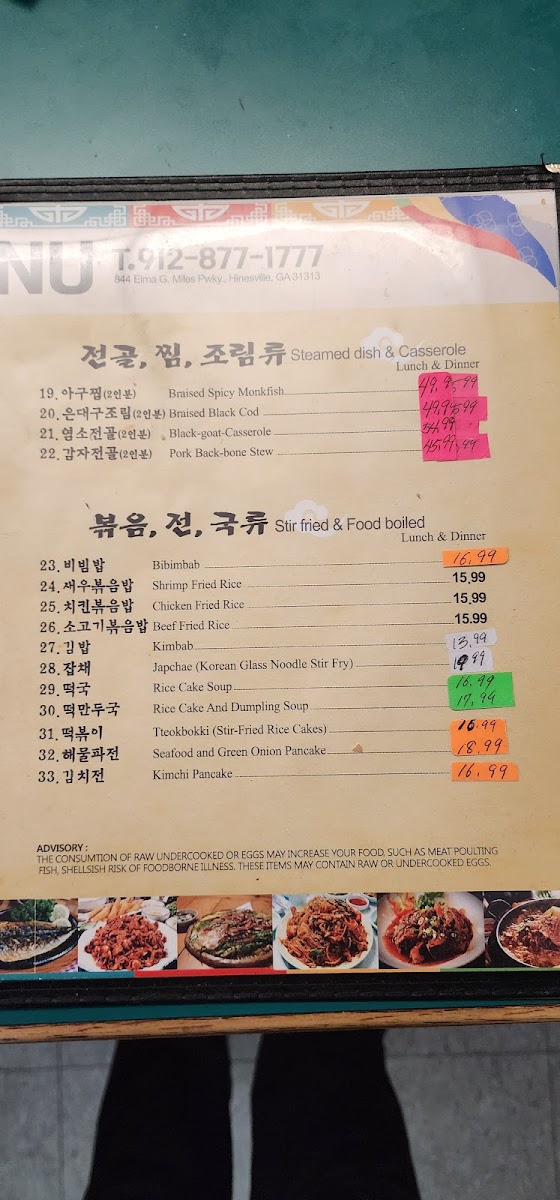 NU T.912-877-1777
844 Elma G. Miles Pwky., Hinesville, GA 31313
전골, 찜, 조림류 Steamed dish & Casserole
Lunch & Dinner
19. 아구찜(2인분) Braised Spicy Monkfish
20. 은대구조림(2인분) Braised Black Cod
21. 염소전골(2인분) Black-goat-Casserole
22. 감자전골(2인분) Pork Back-bone Stew
볶음, 전, 국류 Stir fried & Food boiled
Lunch & Dinner
23. 비빔밥 Bibimbab 16.99
24. 새우볶음밥 Shrimp Fried Rice 15,99
25. 치킨볶음밥 Chicken Fried Rice 15,99
26. 소고기볶음밥 Beef Fried Rice 15.99
27. 김밥 Kimbab 13.99
28. 잡채 Japchae (Korean Glass Noodle Stir Fry)
29. 떡국 Rice Cake Soup 16.99
30. 떡만두국 Rice Cake And Dumpling Soup 17.99
31. 떡볶이 Tteokbokki (Stir-Fried Rice Cakes)
32. 해물파전 Seafood and Green Onion Pancake 18.99
33. 김치전 Kimchi Pancake 16.99
ADVISORY :
THE CONSUMTION OF RAW UNDERCOOKED OR EGGS MAY INCREASE YOUR FOOD, SUCH AS MEAT POULTING
FISH, SHELLSISH RISK OF FOODBORNE ILLNESS. THESE ITEMS MAY CONTAIN RAW OR UNDERCOOKED EGGS.